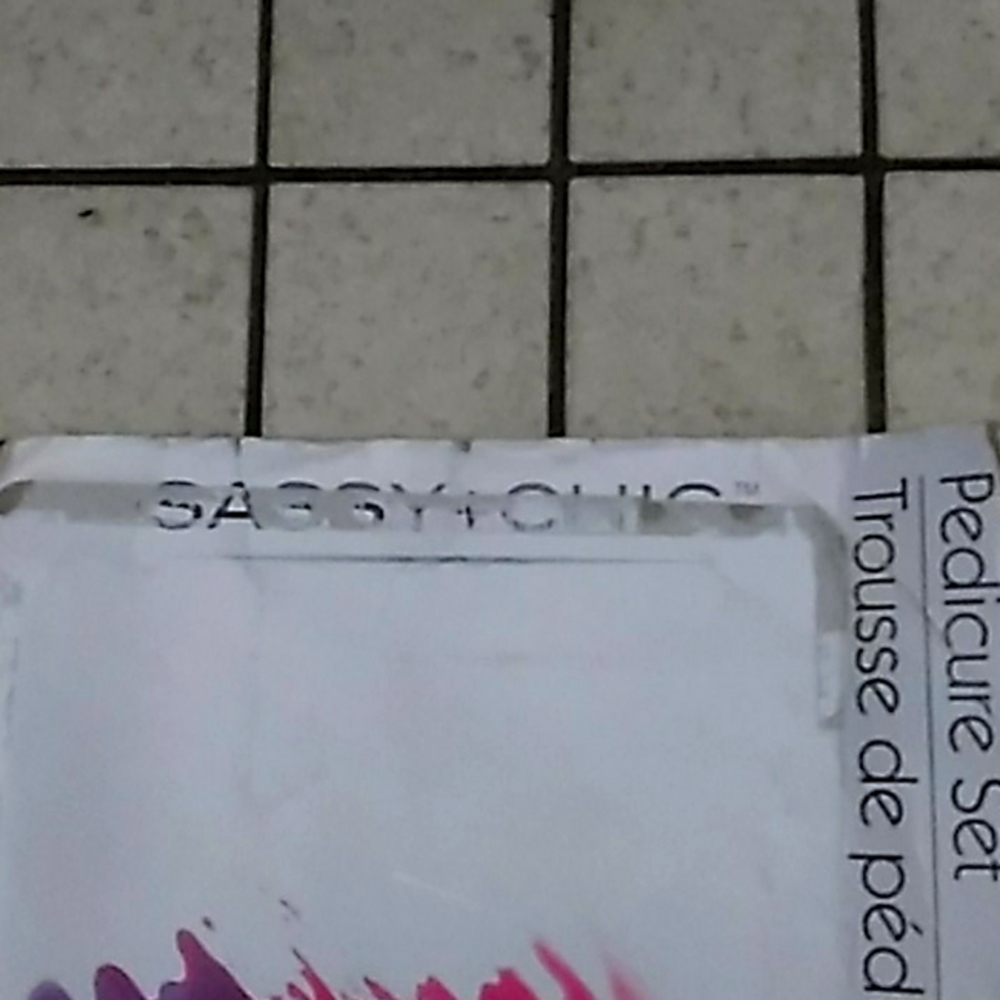 SASSY+CHIC™
Pedicure Set
Trousse de péd